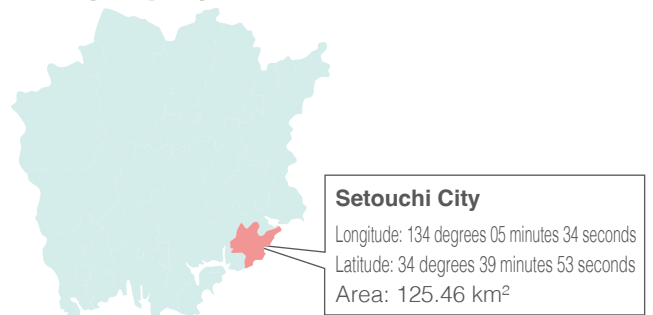 Setouchi City
Longitude: 134 degrees 05 minutes 34 seconds
Latitude: 34 degrees 39 minutes 53 seconds
Area: 125.46 km²